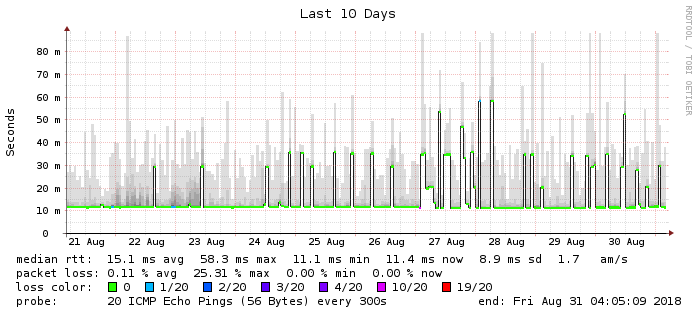 Last 10 Days
RRDTOOL / TOBI OETIKER
Seconds
80 m
70 m
60 m
50 m
40 m
30 m
20 m
10 m
0
21 Aug 22 Aug 23 Aug 24 Aug 25 Aug 26 Aug 27 Aug 28 Aug 29 Aug 30 Aug
median rtt: 15.1 ms avg 58.3 ms max 11.1 ms min 11.4 ms now 8.9 ms sd 1.7 am/s
packet loss: 0.11 % avg 25.31 % max 0.00 % min 0.00 % now
loss color: 0 1/20 2/20 3/20 4/20 10/20 19/20
probe: 20 ICMP Echo Pings (56 Bytes) every 300s end: Fri Aug 31 04:05:09 2018